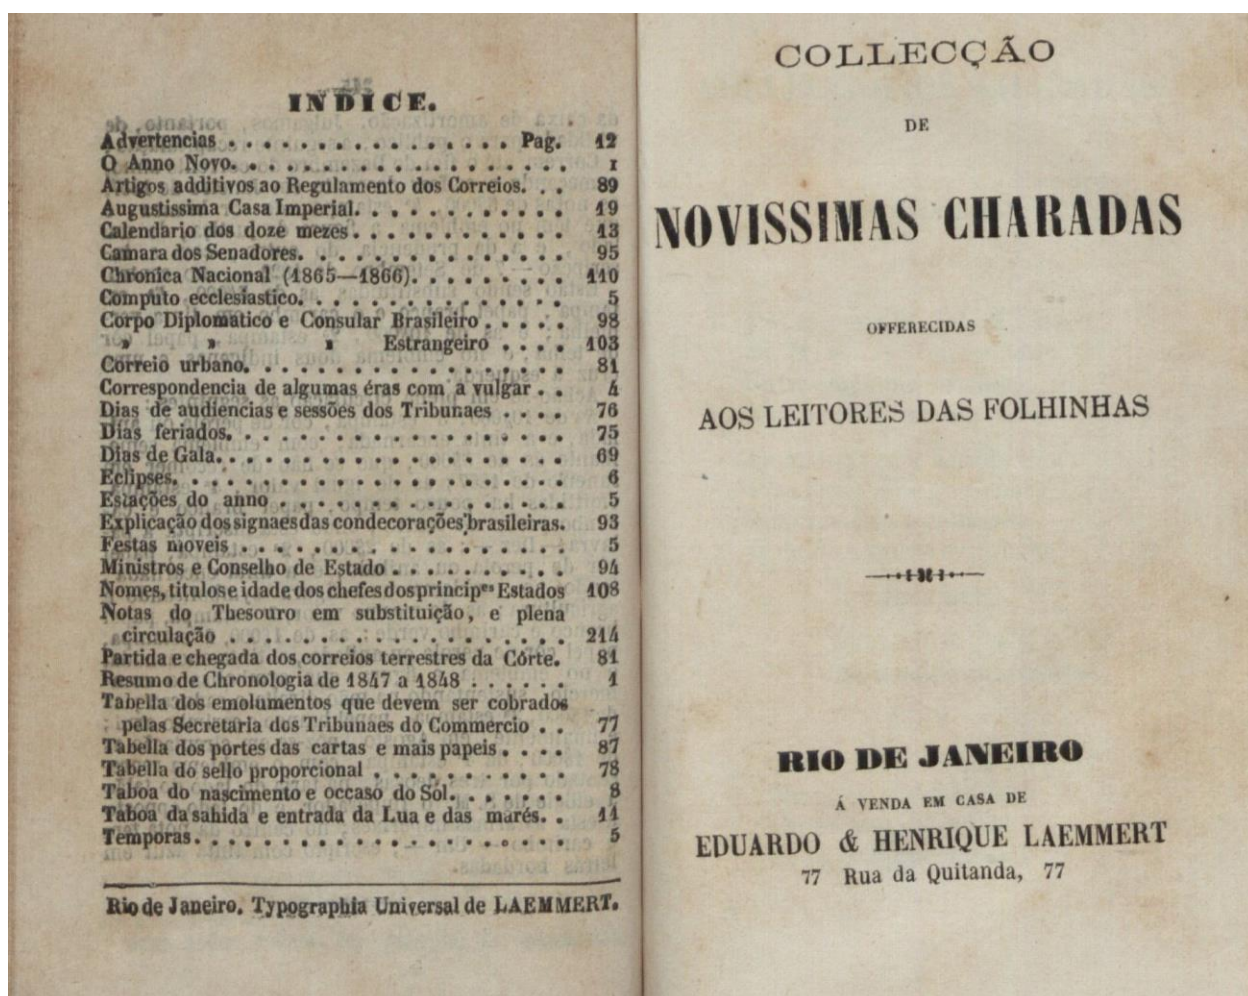 INDICE.
Advertencias . . . . . . . . . . . . . . . . Pag. 12
O Anno Novo. . . . . . . . . . . . . . . . . . 1
Artigos additivos ao Regulamento dos Correios. . . 89
Augustissima Casa Imperial. . . . . . . . . . . 19
Calendario dos doze mezes . . . . . . . . . . . 13
Camara dos Senadores. . . . . . . . . . . . . . 95
Chronica Nacional (1865—1866). . . . . . . . . 110
Computo ecclesiastico. . . . . . . . . . . . . . 5
Corpo Diplomatico e Consular Brasileiro . . . . . 98
» » » Estrangeiro . . . . 103
Correio urbano. . . . . . . . . . . . . . . . . 81
Correspondencia de algumas éras com a vulgar . . 4
Dias de audiencias e sessões dos Tribunaes . . . . 76
Dias feriados. . . . . . . . . . . . . . . . . . 75
Dias de Gala. . . . . . . . . . . . . . . . . . . 69
Eclipses. . . . . . . . . . . . . . . . . . . . . 6
Estações do anno . . . . . . . . . . . . . . . 5
Explicação dos signaes das condecorações brasileiras. 93
Festas moveis . . . . . . . . . . . . . . . . . . 5
Ministros e Conselho de Estado . . . . . . . . . . 94
Nomes, titulos e idade dos chefes dos princip.es Estados 108
Notas do Thesouro em substituição, e plena
circulação . . . . . . . . . . . . . . . . . . 214
Partida e chegada dos correios terrestres da Côrte. 81
Resumo de Chronologia de 1847 a 1848 . . . . . . 1
Tabella dos emolumentos que devem ser cobrados
pelas Secretaria dos Tribunaes do Commercio . . 77
Tabella dos portes das cartas e mais papeis . . . . 87
Tabella do sello proporcional . . . . . . . . . . 78
Taboa do nascimento e occaso do Sol. . . . . . . 8
Taboa da sahida e entrada da Lua e das marés. . 11
Temporas. . . . . . . . . . . . . . . . . . . . 5
Rio de Janeiro. Typographia Universal de LAEMMERT.
COLLECÇÃO
DE
NOVISSIMAS CHARADAS
OFFERECIDAS
AOS LEITORES DAS FOLHINHAS
RIO DE JANEIRO
Á VENDA EM CASA DE
EDUARDO & HENRIQUE LAEMMERT
77 Rua da Quitanda, 77